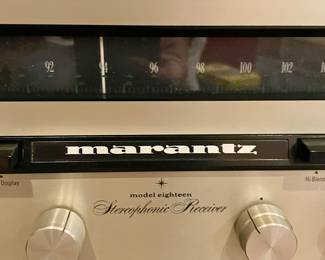 92 94 96 98 100 102
marantz
Display
Hi Blend
model eighteen
Stereophonic Receiver